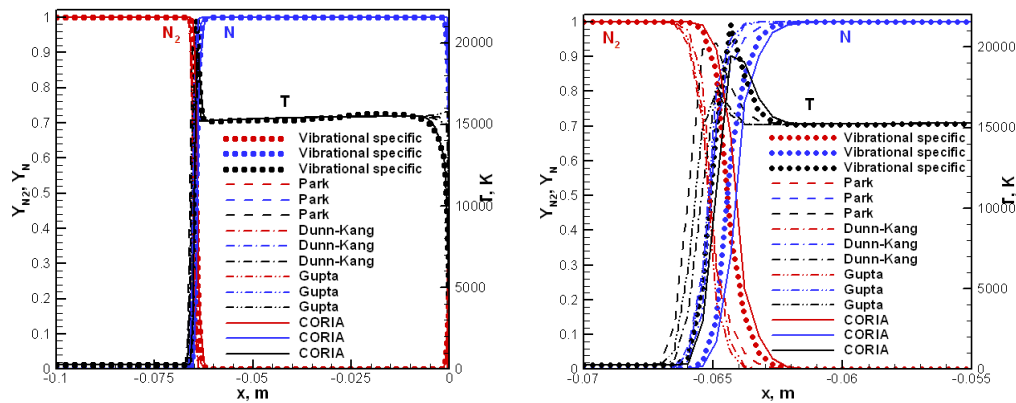 1
0.9
0.8
0.7
0.6
0.5
0.4
0.3
0.2
0.1
0
Y_N2, Y_N
-0.1
-0.075
-0.05
-0.025
0
x, m
20000
15000
10000
5000
0
T, K
N₂
N
T
Vibrational specific
Vibrational specific
Vibrational specific
Park
Park
Park
Dunn-Kang
Dunn-Kang
Dunn-Kang
Gupta
Gupta
Gupta
CORIA
CORIA
CORIA
1
0.9
0.8
0.7
0.6
0.5
0.4
0.3
0.2
0.1
0
Y_N2, Y_N
-0.07
-0.065
-0.06
-0.055
x, m
20000
15000
10000
5000
0
T, K
N₂
N
T
Vibrational specific
Vibrational specific
Vibrational specific
Park
Park
Park
Dunn-Kang
Dunn-Kang
Dunn-Kang
Gupta
Gupta
Gupta
CORIA
CORIA
CORIA